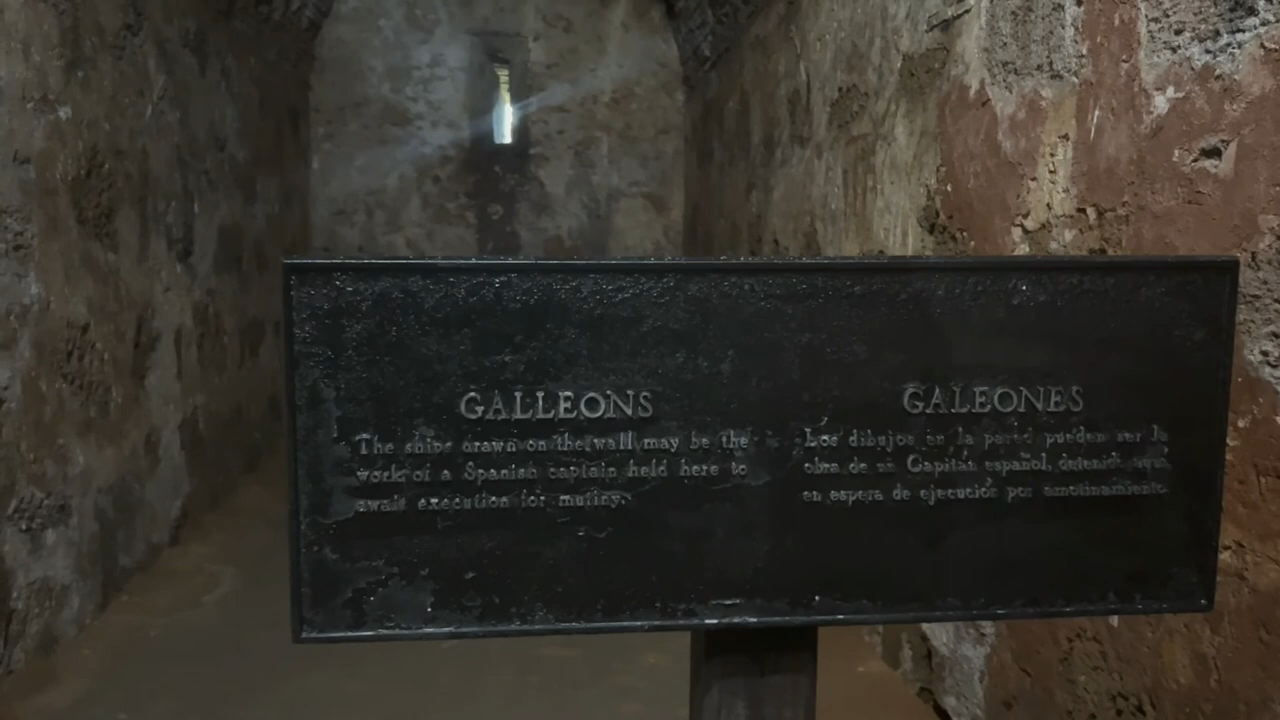 GALLEONS
The ships drawn on the wall may be the
work of a Spanish captain held here to
await execution for mutiny.
GALEONES
Los dibujos en la pared pueden ser la
obra de un Capitán español, detenido aquí,
en espera de ejecución por amotinamiento.